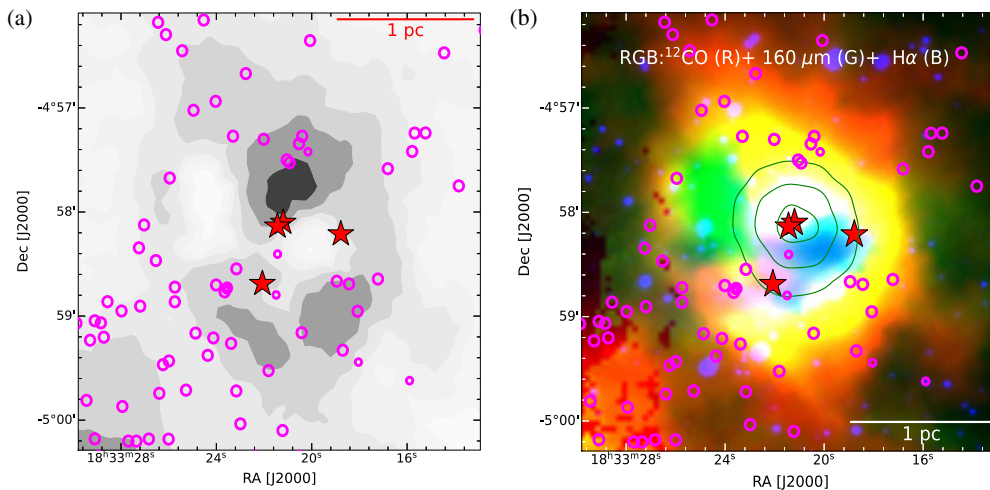 (a)
1 pc
-4°57'
58'
59'
-5°00'
Dec [J2000]
18ʰ33ᵐ28ˢ
24ˢ
20ˢ
16ˢ
RA [J2000]
(b)
RGB:¹²CO (R)+ 160 μm (G)+ Hα (B)
-4°57'
58'
59'
-5°00'
Dec [J2000]
1 pc
18ʰ33ᵐ28ˢ
24ˢ
20ˢ
16ˢ
RA [J2000]